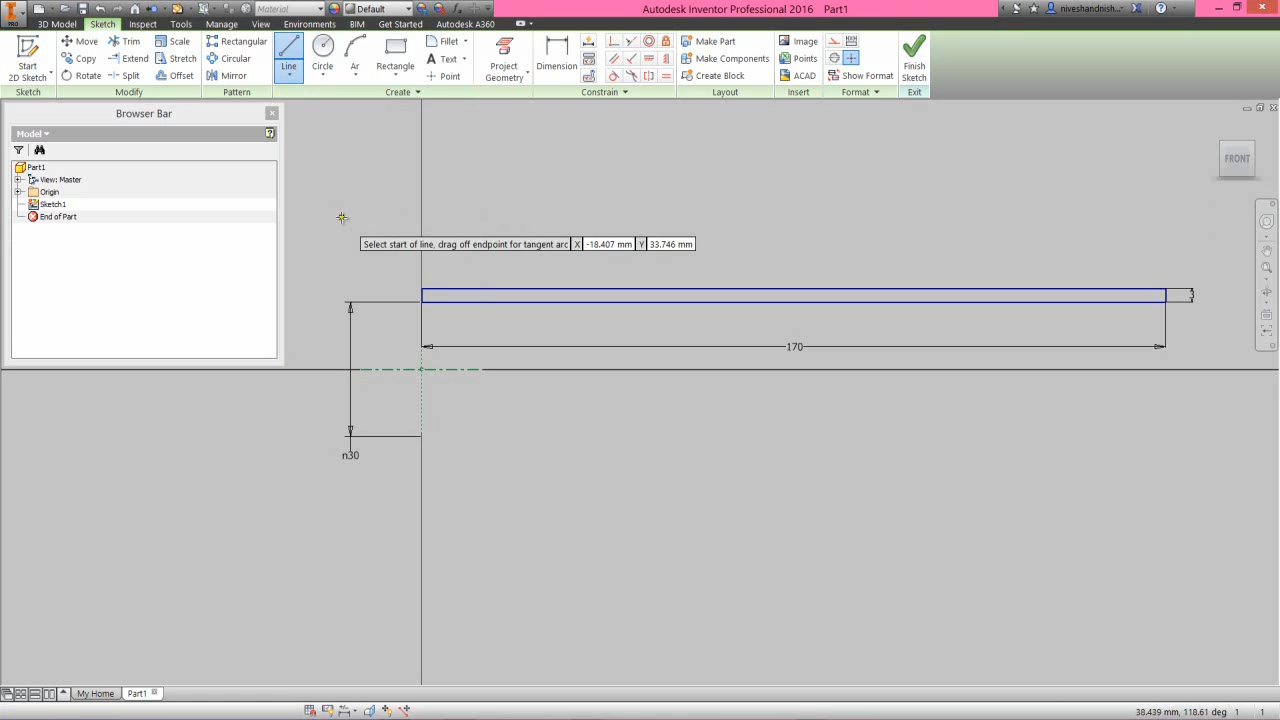 PRO
Material
Default
Autodesk Inventor Professional 2016 Part1
niveshandnish...
3D Model Sketch Inspect Tools Manage View Environments BIM Get Started Autodesk A360
Start
2D Sketch
Move Trim Scale
Copy Extend Stretch
Rotate Split Offset
Rectangular
Circular
Mirror
Line
Circle
Arc
Rectangle
Fillet
Text
Point
Project
Geometry
Dimension
Make Part
Make Components
Create Block
Image
Points
ACAD
Show Format
Finish
Sketch
Sketch Modify Pattern Create Constrain Layout Insert Format Exit
Browser Bar
Model
Part1
View: Master
Origin
Sketch1
End of Part
FRONT
Select start of line, drag off endpoint for tangent arc X -18.407 mm Y 33.746 mm
3
170
n30
My Home Part1
38.439 mm, 118.61 deg 1 1